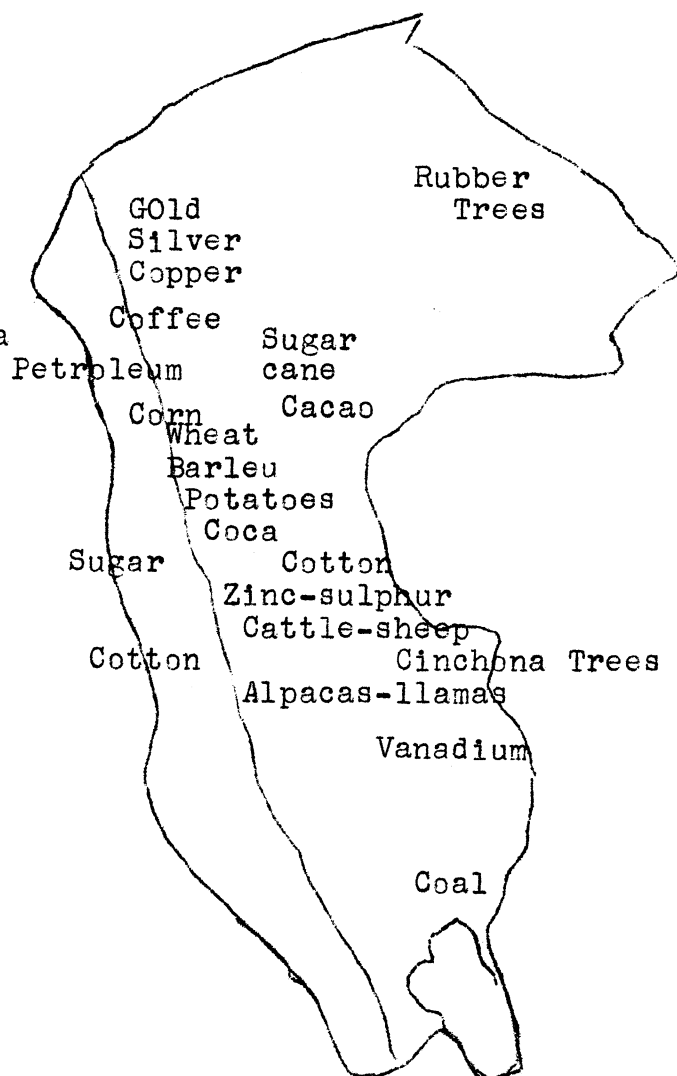 Rubber
Trees
GOld
Silver
Copper
Coffee
a
Petroleum
Sugar
cane
Corn
Cacao
Wheat
Barleu
Potatoes
Coca
Sugar
Cotton
Zinc-sulphur
Cattle-sheep
Cotton
Cinchona Trees
Alpacas-llamas
Vanadium
Coal